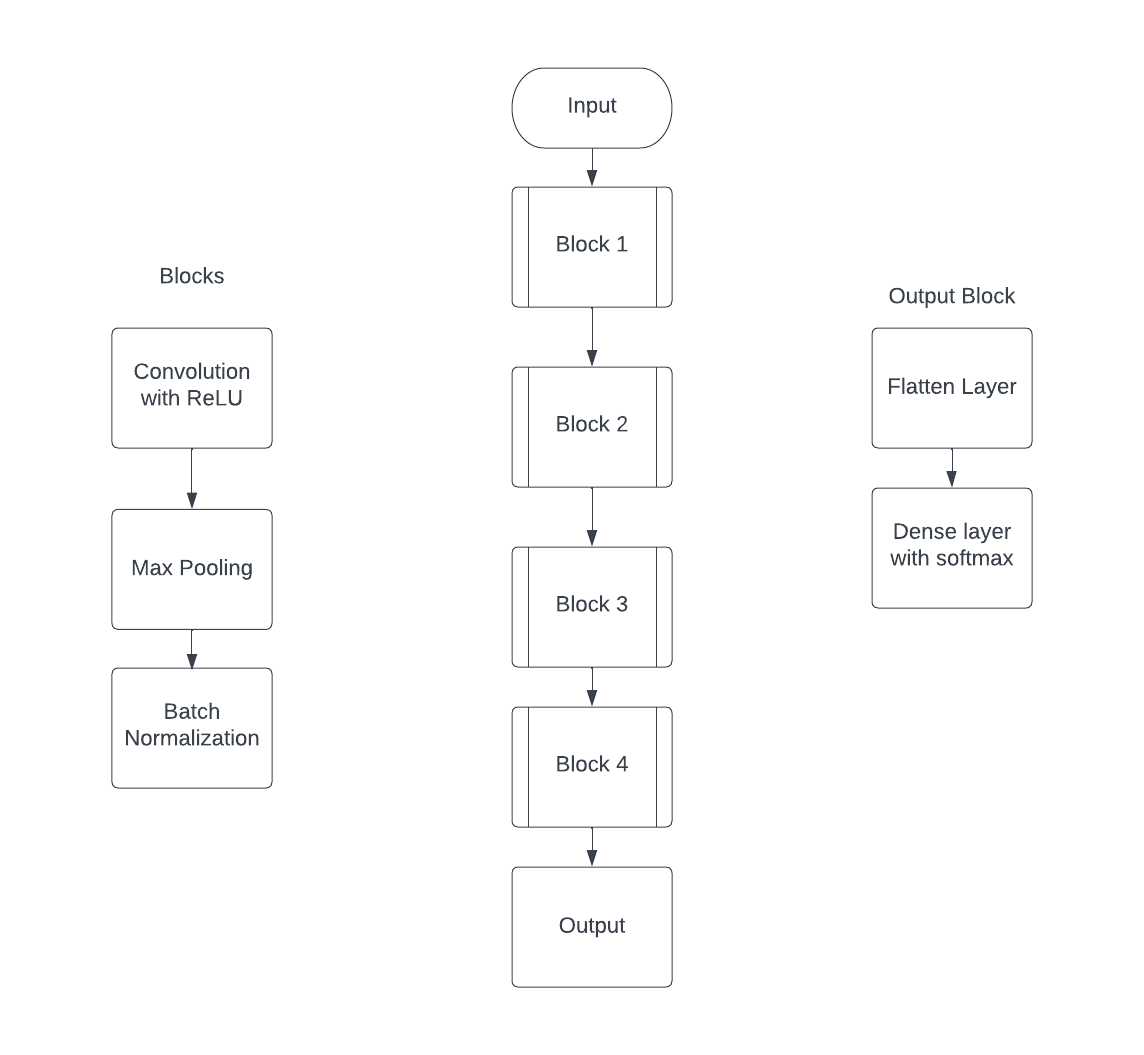 Input
Block 1
Block 2
Block 3
Block 4
Output
Blocks
Convolution
with ReLU
Max Pooling
Batch
Normalization
Output Block
Flatten Layer
Dense layer
with softmax